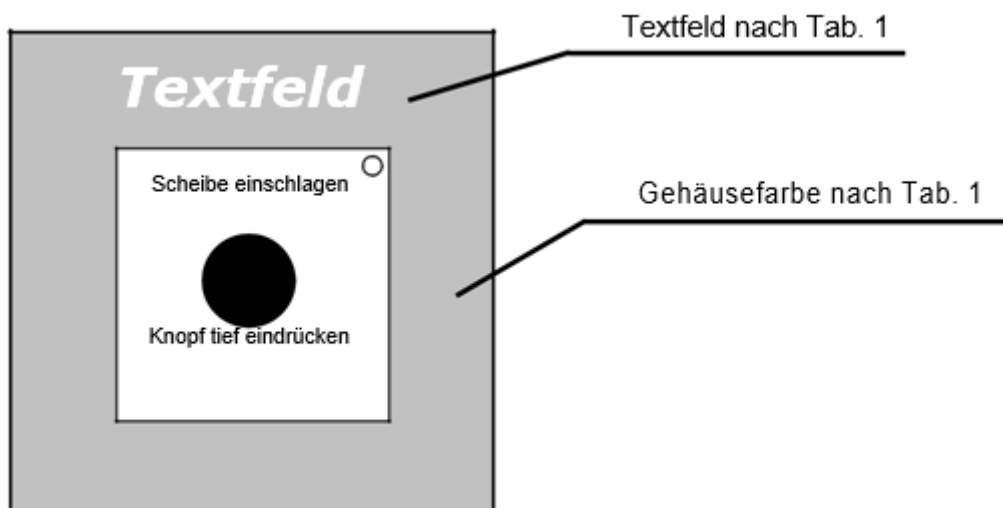 Textfeld nach Tab. 1
Textfeld
Scheibe einschlagen
Gehäusefarbe nach Tab. 1
Knopf tief eindrücken